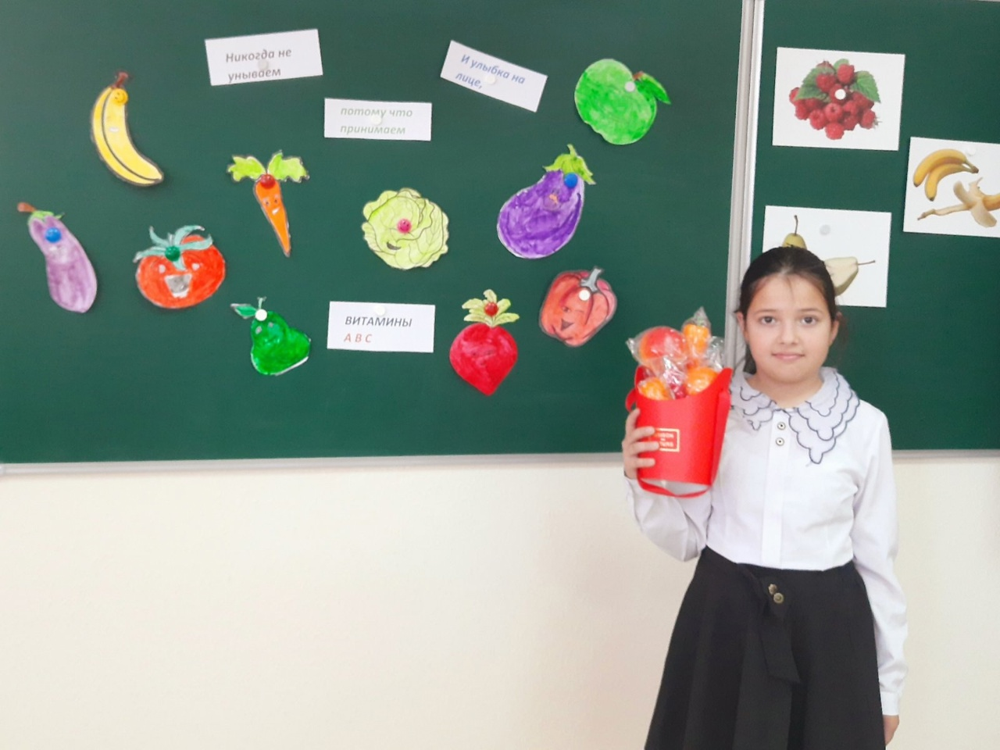 Никогда не
унываем
И улыбка на
лице,
потому что
принимаем
ВИТАМИНЫ
А В С